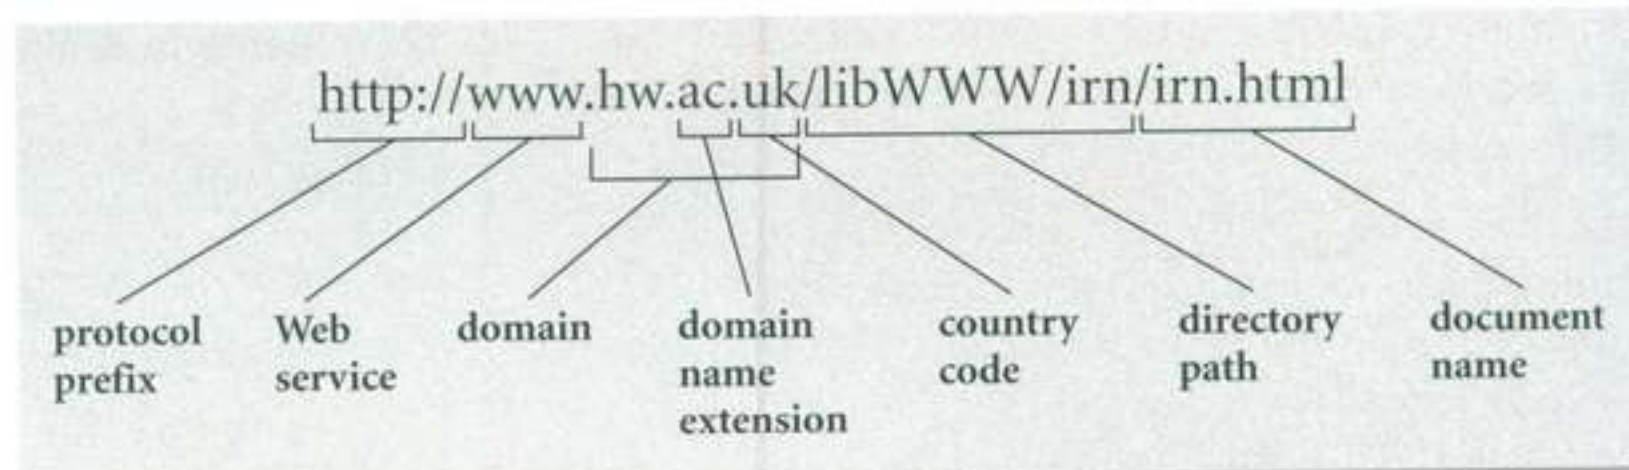 http://www.hw.ac.uk/libWWW/irn/irn.html
protocol
prefix
Web
service
domain
domain
name
extension
country
code
directory
path
document
name